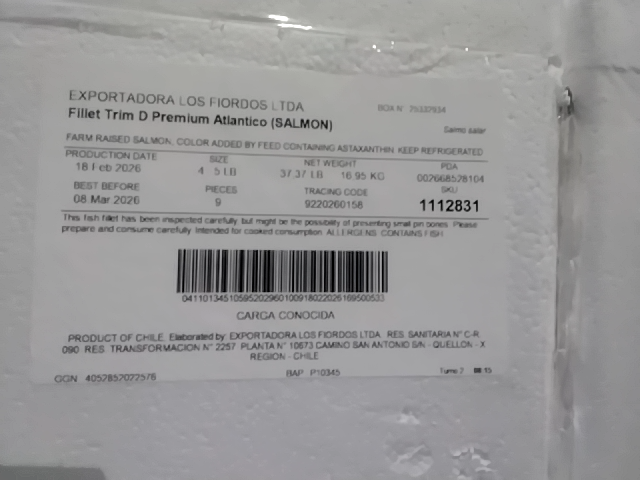 EXPORTADORA LOS FIORDOS LTDA
BOX N° 25332934
Fillet Trim D Premium Atlantico (SALMON)
Salmo salar
FARM RAISED SALMON, COLOR ADDED BY FEED CONTAINING ASTAXANTHIN. KEEP REFRIGERATED
PRODUCTION DATE SIZE NET WEIGHT PDA
18 Feb 2026 4 5 LB 37.37 LB 16.95 KG 002668528104
BEST BEFORE PIECES TRACING CODE SKU
08 Mar 2026 9 9220260158 1112831
This fish fillet has been inspected carefully, but might be the possibility of presenting small pin bones. Please
prepare and consume carefully. Intended for cooked consumption. ALLERGENS: CONTAINS FISH
CARGA CONOCIDA
PRODUCT OF CHILE. Elaborated by: EXPORTADORA LOS FIORDOS LTDA. RES. SANITARIA N° C-R
090. RES. TRANSFORMACION N° 2257. PLANTA N° 10673 CAMINO SAN ANTONIO S/N - QUELLON - X
REGION - CHILE
GGN 4052852022576 BAP P10345 Turno 2